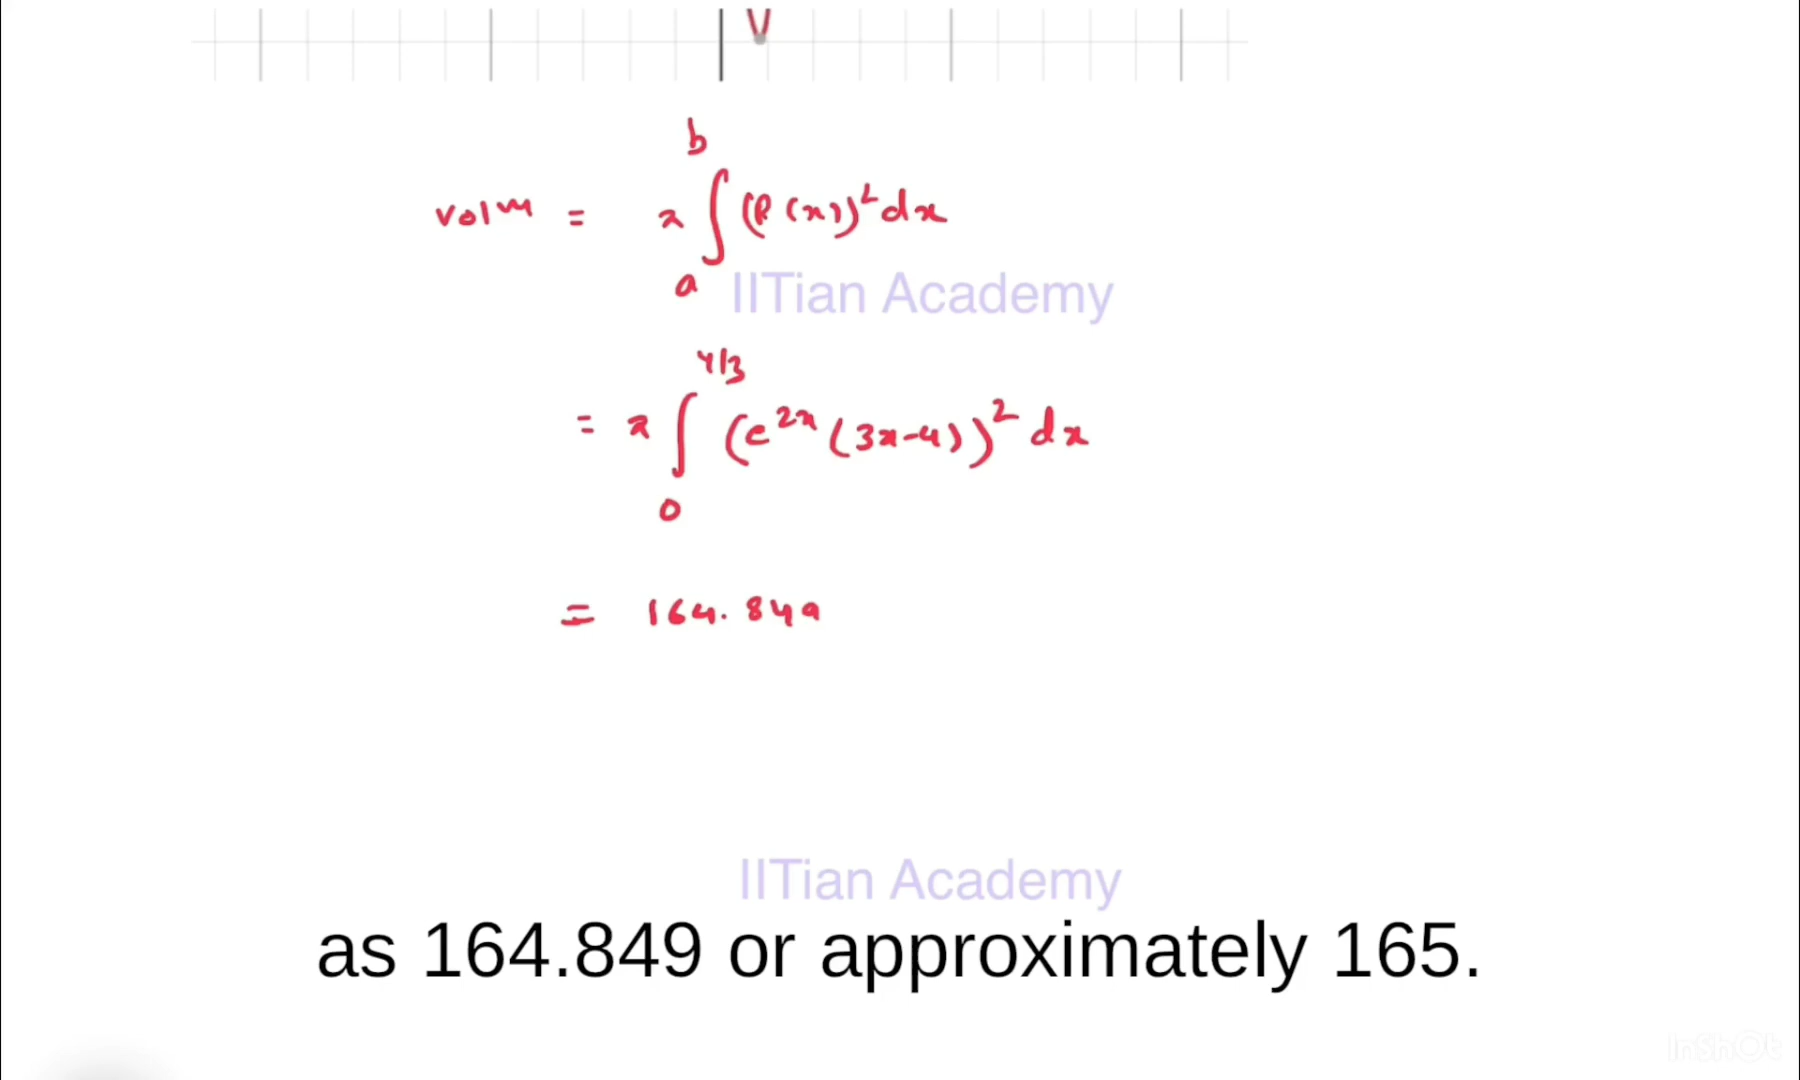 b
volm = π ∫ (f(x))² dx
a
IITian Academy
4/3
= π ∫ (e^2x (3x-4))² dx
0
= 164.849
IITian Academy
as 164.849 or approximately 165.
InShOt